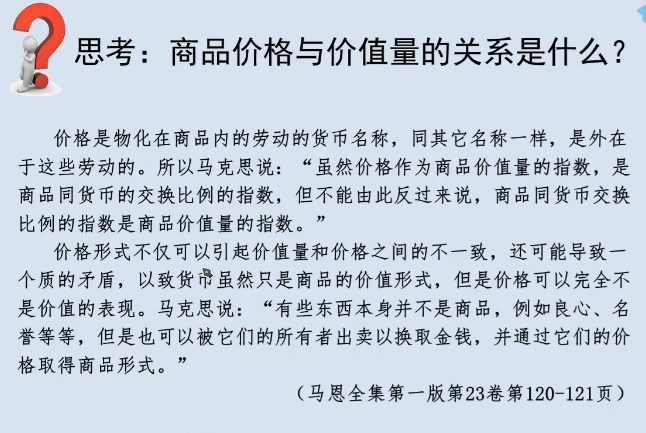 思考：商品价格与价值量的关系是什么？
价格是物化在商品内的劳动的货币名称，同其它名称一样，是外在
于这些劳动的。所以马克思说：“虽然价格作为商品价值量的指数，是
商品同货币的交换比例的指数，但不能由此反过来说，商品同货币交换
比例的指数是商品价值量的指数。”
价格形式不仅可以引起价值量和价格之间的不一致，还可能导致一
个质的矛盾，以致货币虽然只是商品的价值形式，但是价格可以完全不
是价值的表现。马克思说：“有些东西本身并不是商品，例如良心、名
誉等等，但是也可以被它们的所有者出卖以换取金钱，并通过它们的价
格取得商品形式。”
（马恩全集第一版第23卷第120-121页）